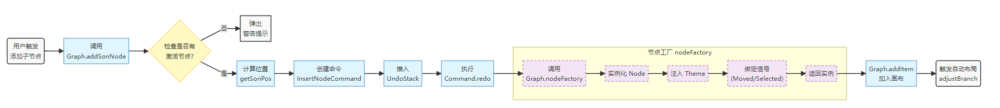 用户触发
添加子节点
调用
Graph.addSonNode
检查是否有
激活节点?
否
弹出
警告提示
是
计算位置
getSonPos
创建命令
InsertNodeCommand
推入
UndoStack
执行
Command.redo
节点工厂 nodeFactory
调用
Graph.nodeFactory
实例化 Node
注入 Theme
绑定信号
(Moved/Selected)
返回实例
Graph.addItem
加入画布
触发自动布局
adjustBranch